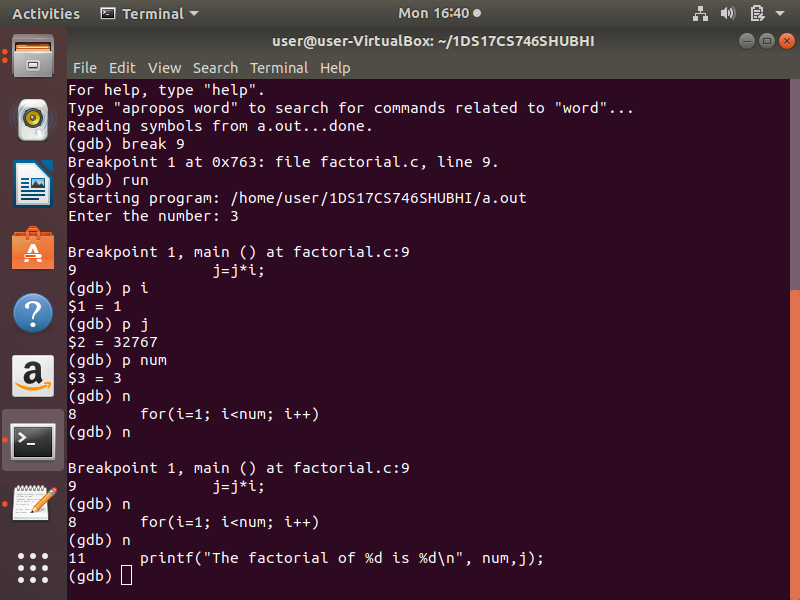 Activities Terminal Mon 16:40
user@user-VirtualBox: ~/1DS17CS746SHUBHI
File Edit View Search Terminal Help
For help, type "help".
Type "apropos word" to search for commands related to "word"...
Reading symbols from a.out...done.
(gdb) break 9
Breakpoint 1 at 0x763: file factorial.c, line 9.
(gdb) run
Starting program: /home/user/1DS17CS746SHUBHI/a.out
Enter the number: 3
Breakpoint 1, main () at factorial.c:9
9                j=j*i;
(gdb) p i
$1 = 1
(gdb) p j
$2 = 32767
(gdb) p num
$3 = 3
(gdb) n
8        for(i=1; i<num; i++)
(gdb) n
Breakpoint 1, main () at factorial.c:9
9                j=j*i;
(gdb) n
8        for(i=1; i<num; i++)
(gdb) n
11       printf("The factorial of %d is %d\n", num,j);
(gdb)